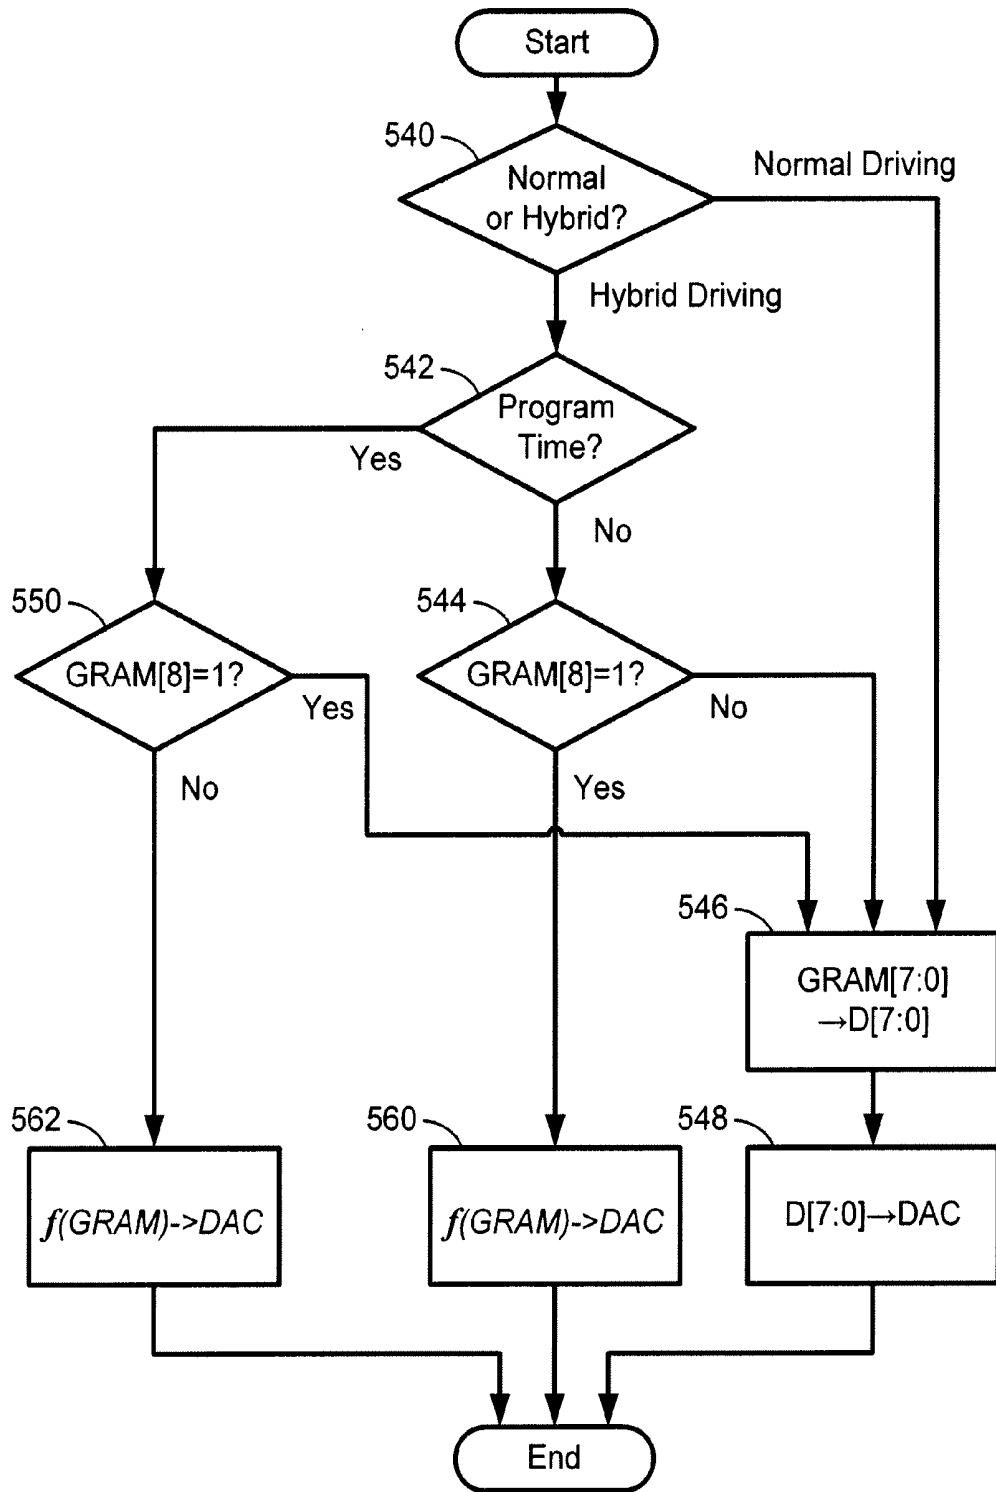 Start
540
Normal
or Hybrid?
Normal Driving
Hybrid Driving
542
Program
Time?
Yes
No
550
GRAM[8]=1?
Yes
No
544
GRAM[8]=1?
No
Yes
546
GRAM[7:0]
→D[7:0]
562
f(GRAM)->DAC
560
f(GRAM)->DAC
548
D[7:0]→DAC
End